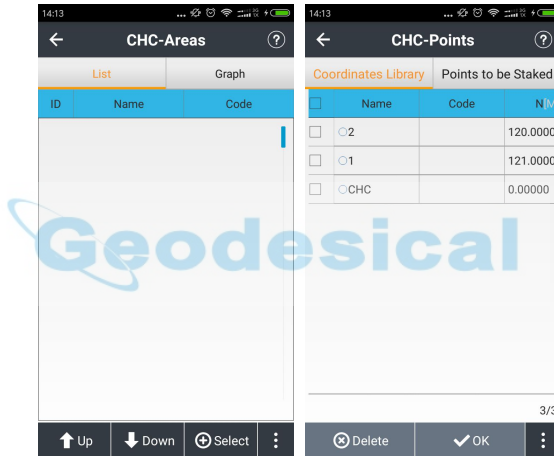 14:13
CHC-Areas
?
List Graph
ID Name Code
Up Down Select
14:13
CHC-Points
?
Coordinates Library Points to be Staked
Name Code N
2 120.0000
1 121.0000
CHC 0.00000
3/3
Delete OK
Geodesical